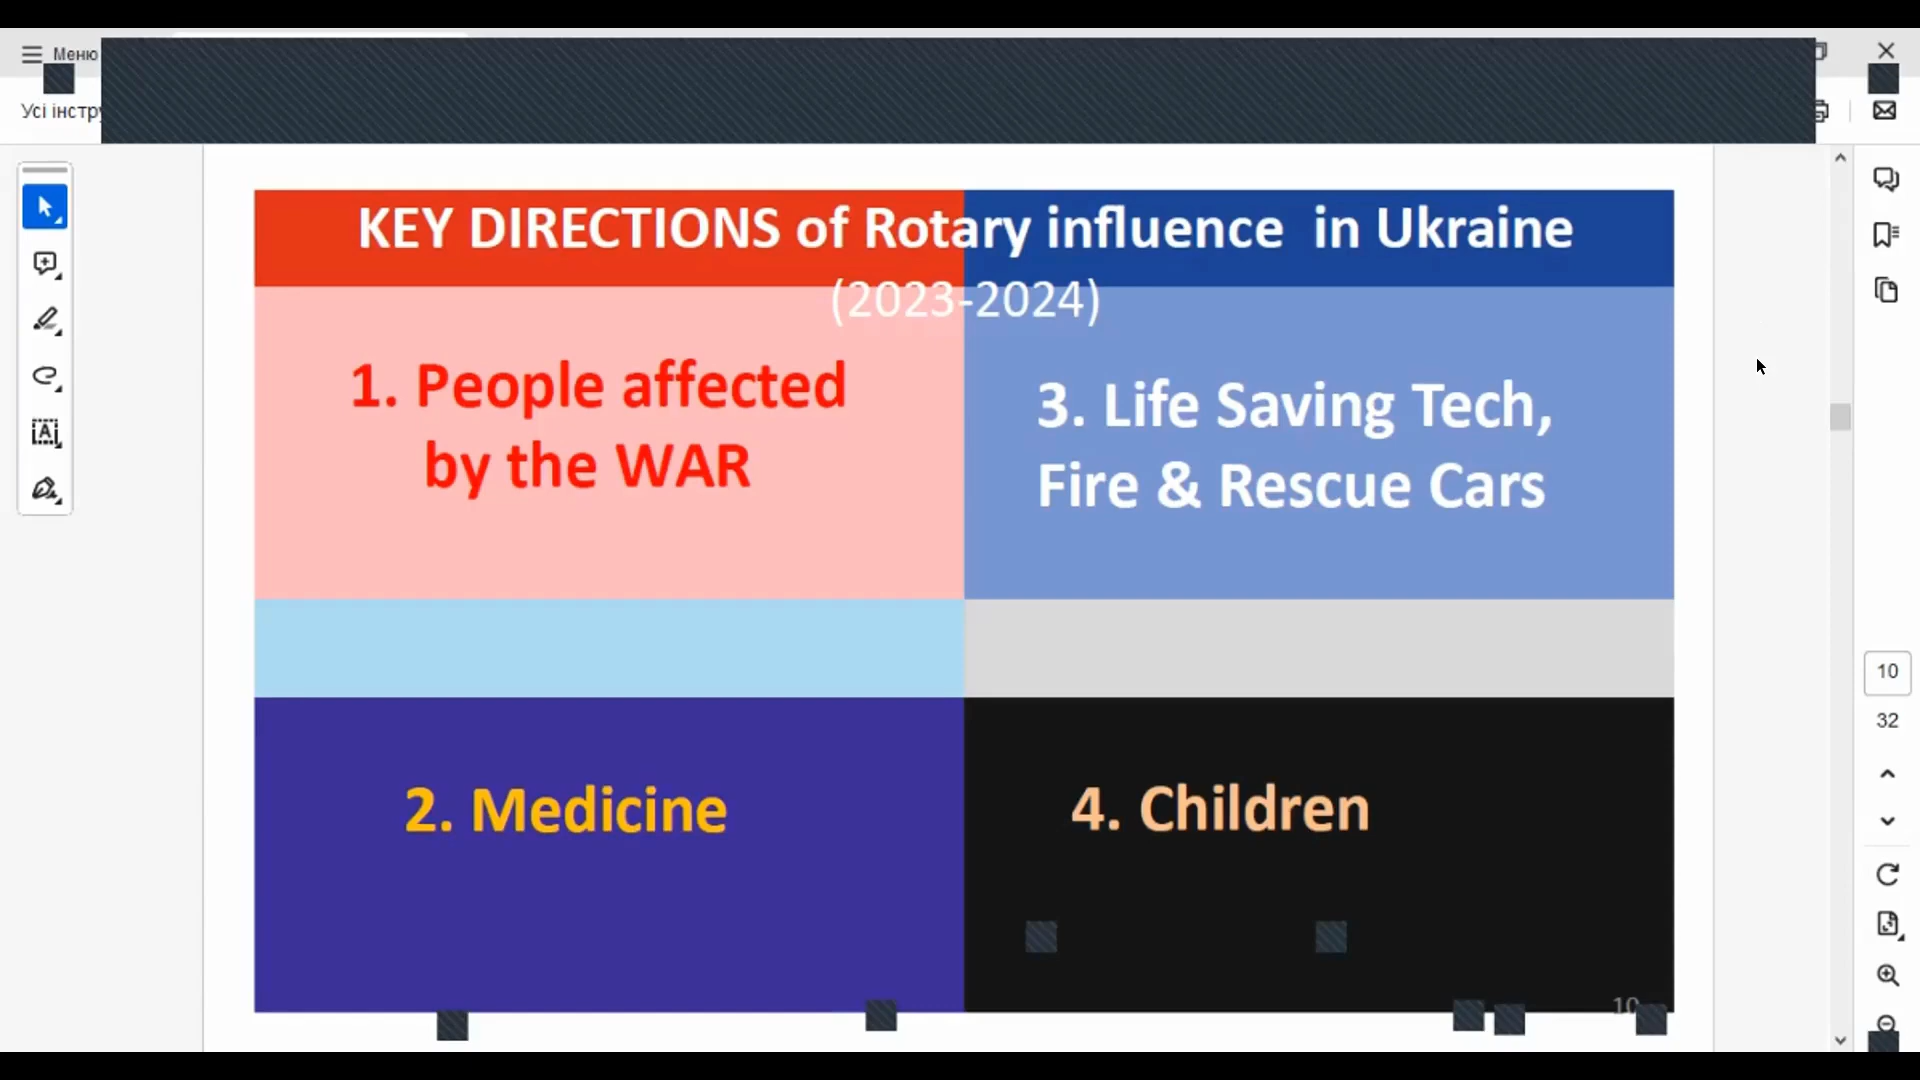 Меню
Усі інстру
KEY DIRECTIONS of Rotary influence in Ukraine
(2023-2024)
1. People affected
by the WAR
3. Life Saving Tech,
Fire & Rescue Cars
2. Medicine
4. Children
10
10
32